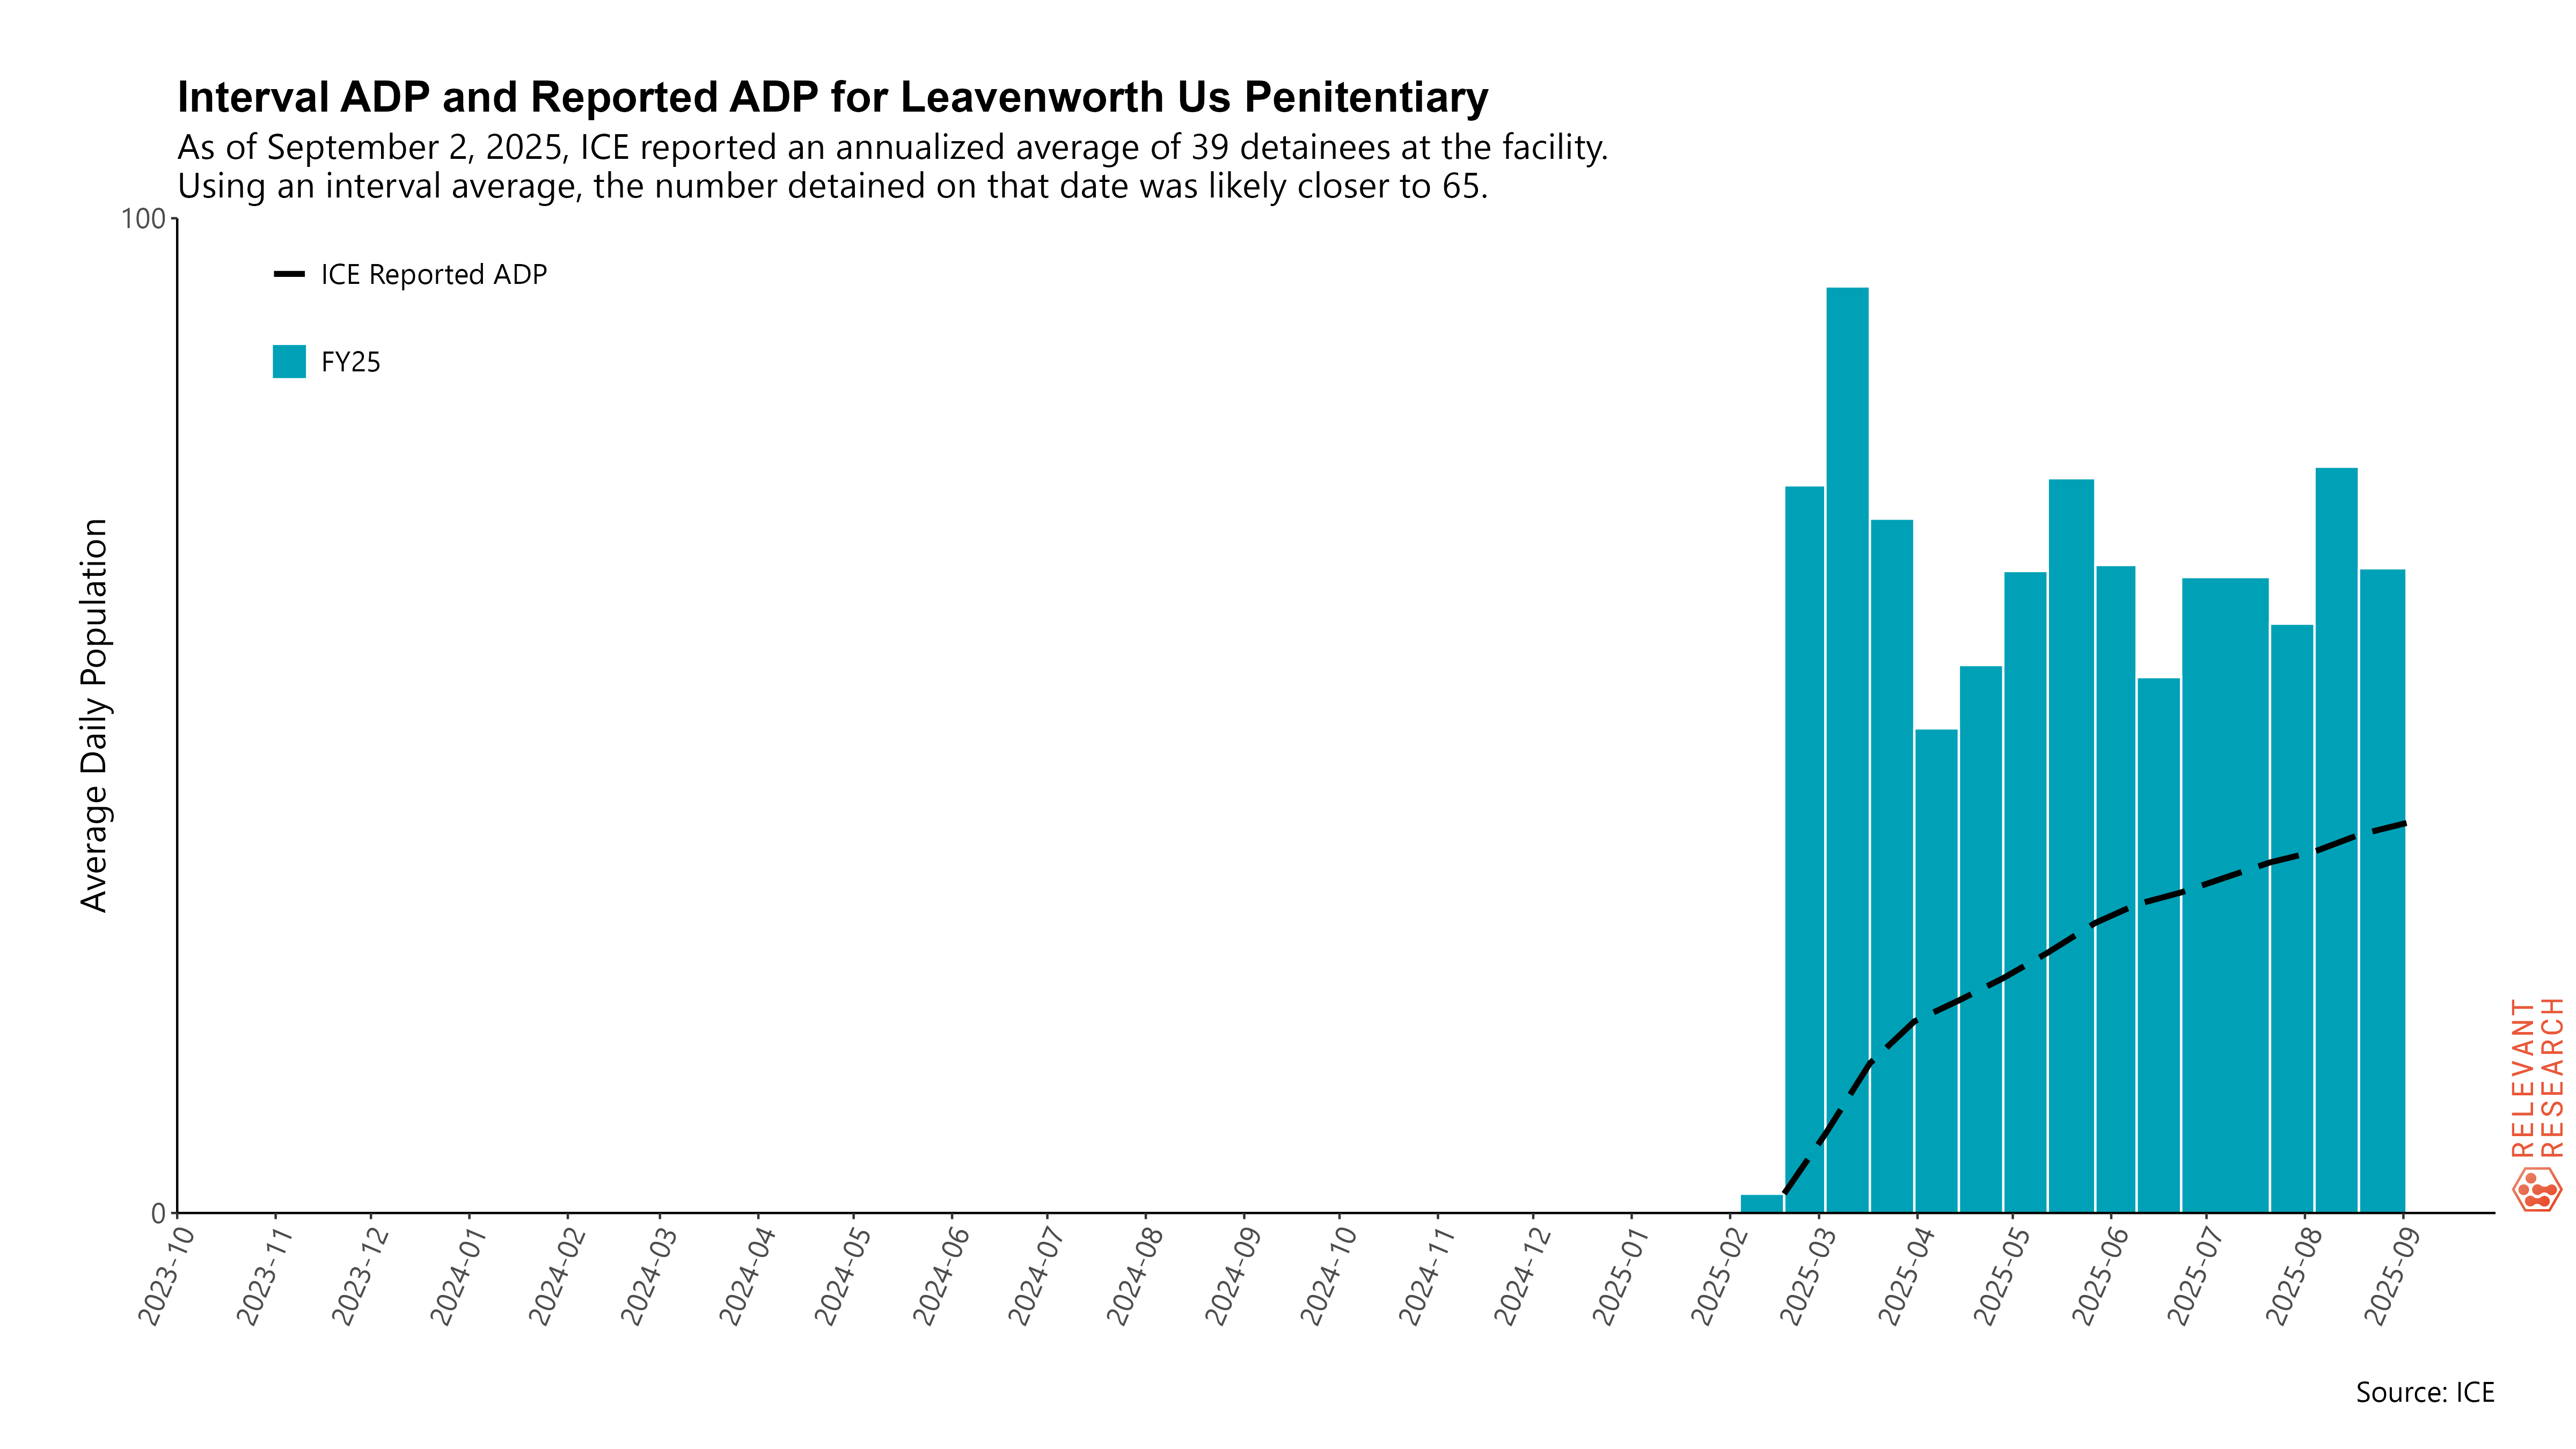 Interval ADP and Reported ADP for Leavenworth Us Penitentiary
As of September 2, 2025, ICE reported an annualized average of 39 detainees at the facility.
Using an interval average, the number detained on that date was likely closer to 65.
100
ICE Reported ADP
FY25
Average Daily Population
0
2023-10
2023-11
2023-12
2024-01
2024-02
2024-03
2024-04
2024-05
2024-06
2024-07
2024-08
2024-09
2024-10
2024-11
2024-12
2025-01
2025-02
2025-03
2025-04
2025-05
2025-06
2025-07
2025-08
2025-09
RELEVANT
RESEARCH
Source: ICE